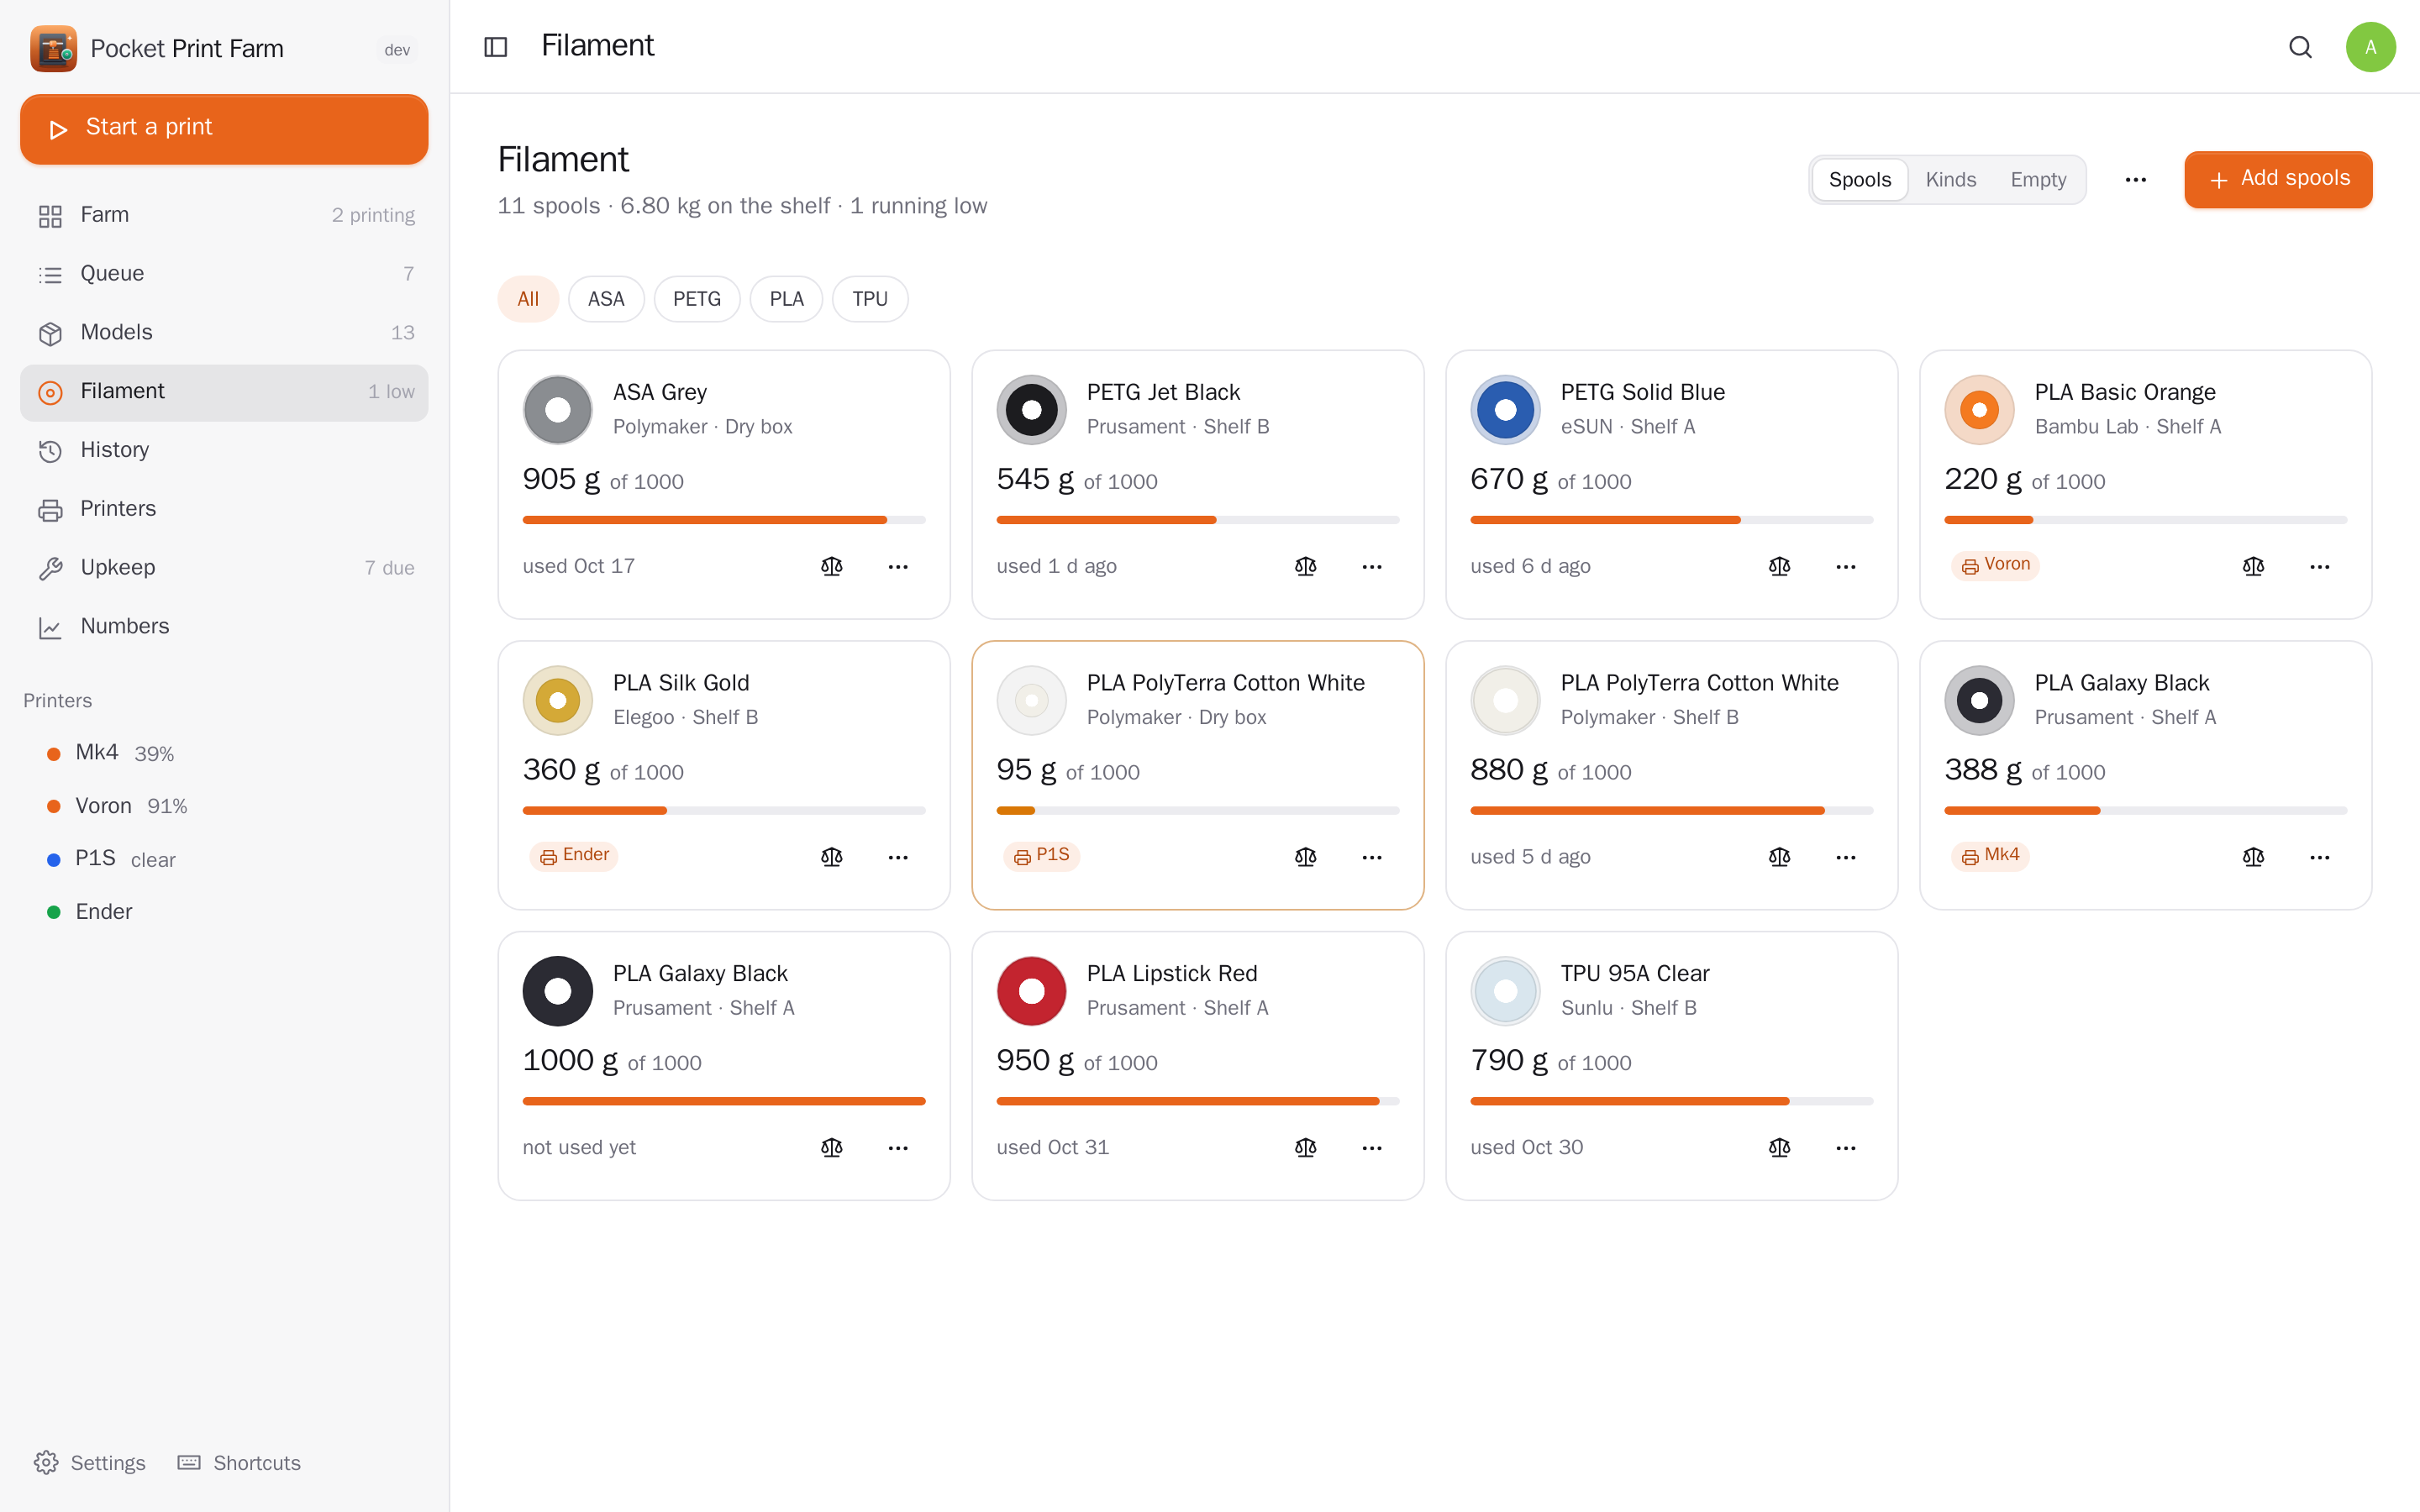 Pocket Print Farm
dev
Start a print
Farm 2 printing
Queue 7
Models 13
Filament 1 low
History
Printers
Upkeep 7 due
Numbers
Printers
Mk4 39%
Voron 91%
P1S clear
Ender
Settings
Shortcuts
Filament
A
Filament
11 spools · 6.80 kg on the shelf · 1 running low
Spools
Kinds
Empty
Add spools
All
ASA
PETG
PLA
TPU
ASA Grey
Polymaker · Dry box
905 g of 1000
used Oct 17
PETG Jet Black
Prusament · Shelf B
545 g of 1000
used 1 d ago
PETG Solid Blue
eSUN · Shelf A
670 g of 1000
used 6 d ago
PLA Basic Orange
Bambu Lab · Shelf A
220 g of 1000
Voron
PLA Silk Gold
Elegoo · Shelf B
360 g of 1000
Ender
PLA PolyTerra Cotton White
Polymaker · Dry box
95 g of 1000
P1S
PLA PolyTerra Cotton White
Polymaker · Shelf B
880 g of 1000
used 5 d ago
PLA Galaxy Black
Prusament · Shelf A
388 g of 1000
Mk4
PLA Galaxy Black
Prusament · Shelf A
1000 g of 1000
not used yet
PLA Lipstick Red
Prusament · Shelf A
950 g of 1000
used Oct 31
TPU 95A Clear
Sunlu · Shelf B
790 g of 1000
used Oct 30